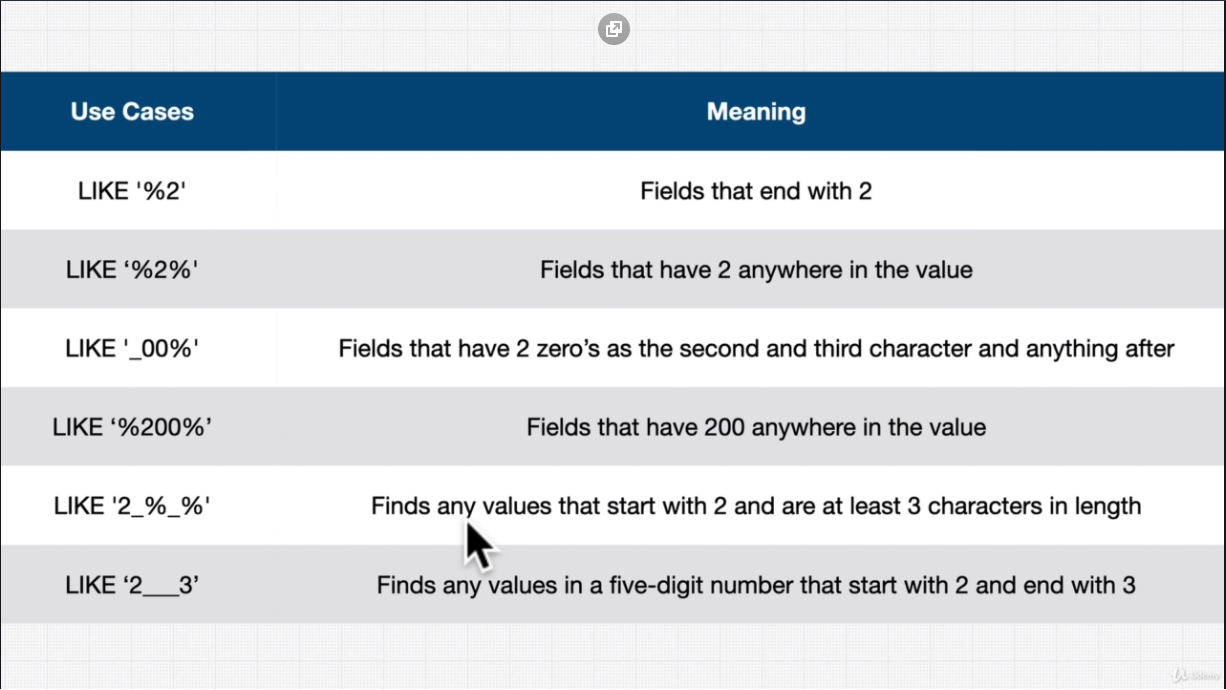 Use Cases Meaning
LIKE '%2' Fields that end with 2
LIKE ‘%2%' Fields that have 2 anywhere in the value
LIKE '_00%' Fields that have 2 zero’s as the second and third character and anything after
LIKE ‘%200%’ Fields that have 200 anywhere in the value
LIKE '2_%_%' Finds any values that start with 2 and are at least 3 characters in length
LIKE ‘2___3’ Finds any values in a five-digit number that start with 2 and end with 3
Udemy